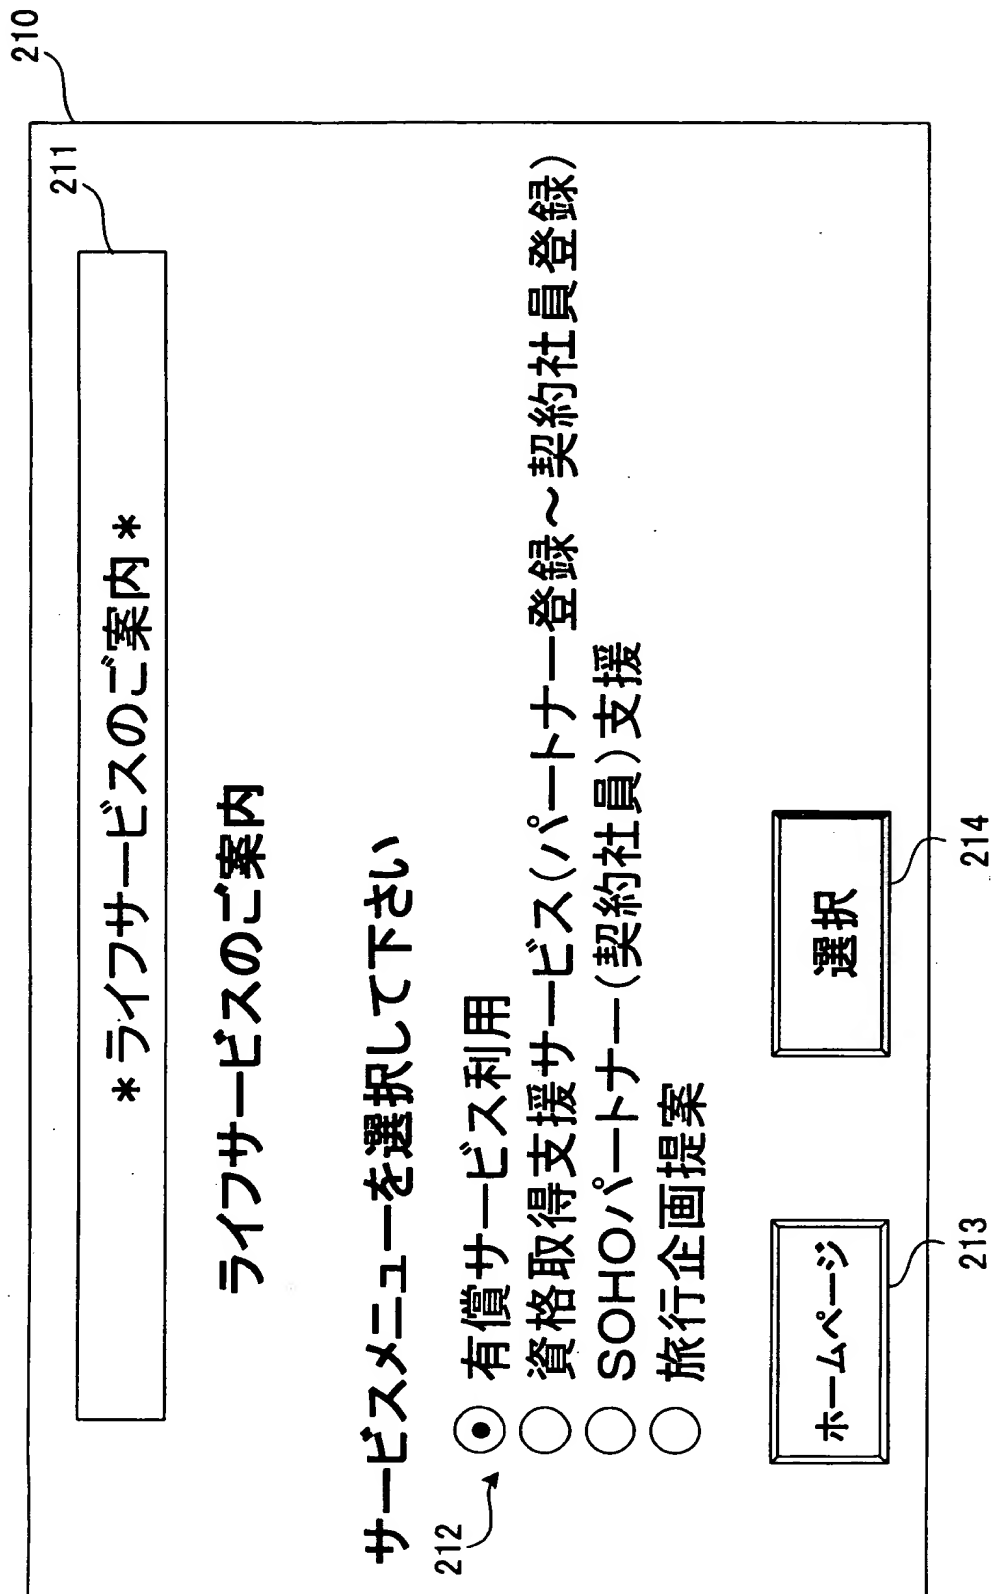 210
211
＊ライフサービスのご案内＊
ライフサービスのご案内
サービスメニューを選択して下さい
212
有償サービス利用
資格取得支援サービス(パートナー登録～契約社員登録)
SOHOパートナー(契約社員)支援
旅行企画提案
ホームページ
選択
213
214